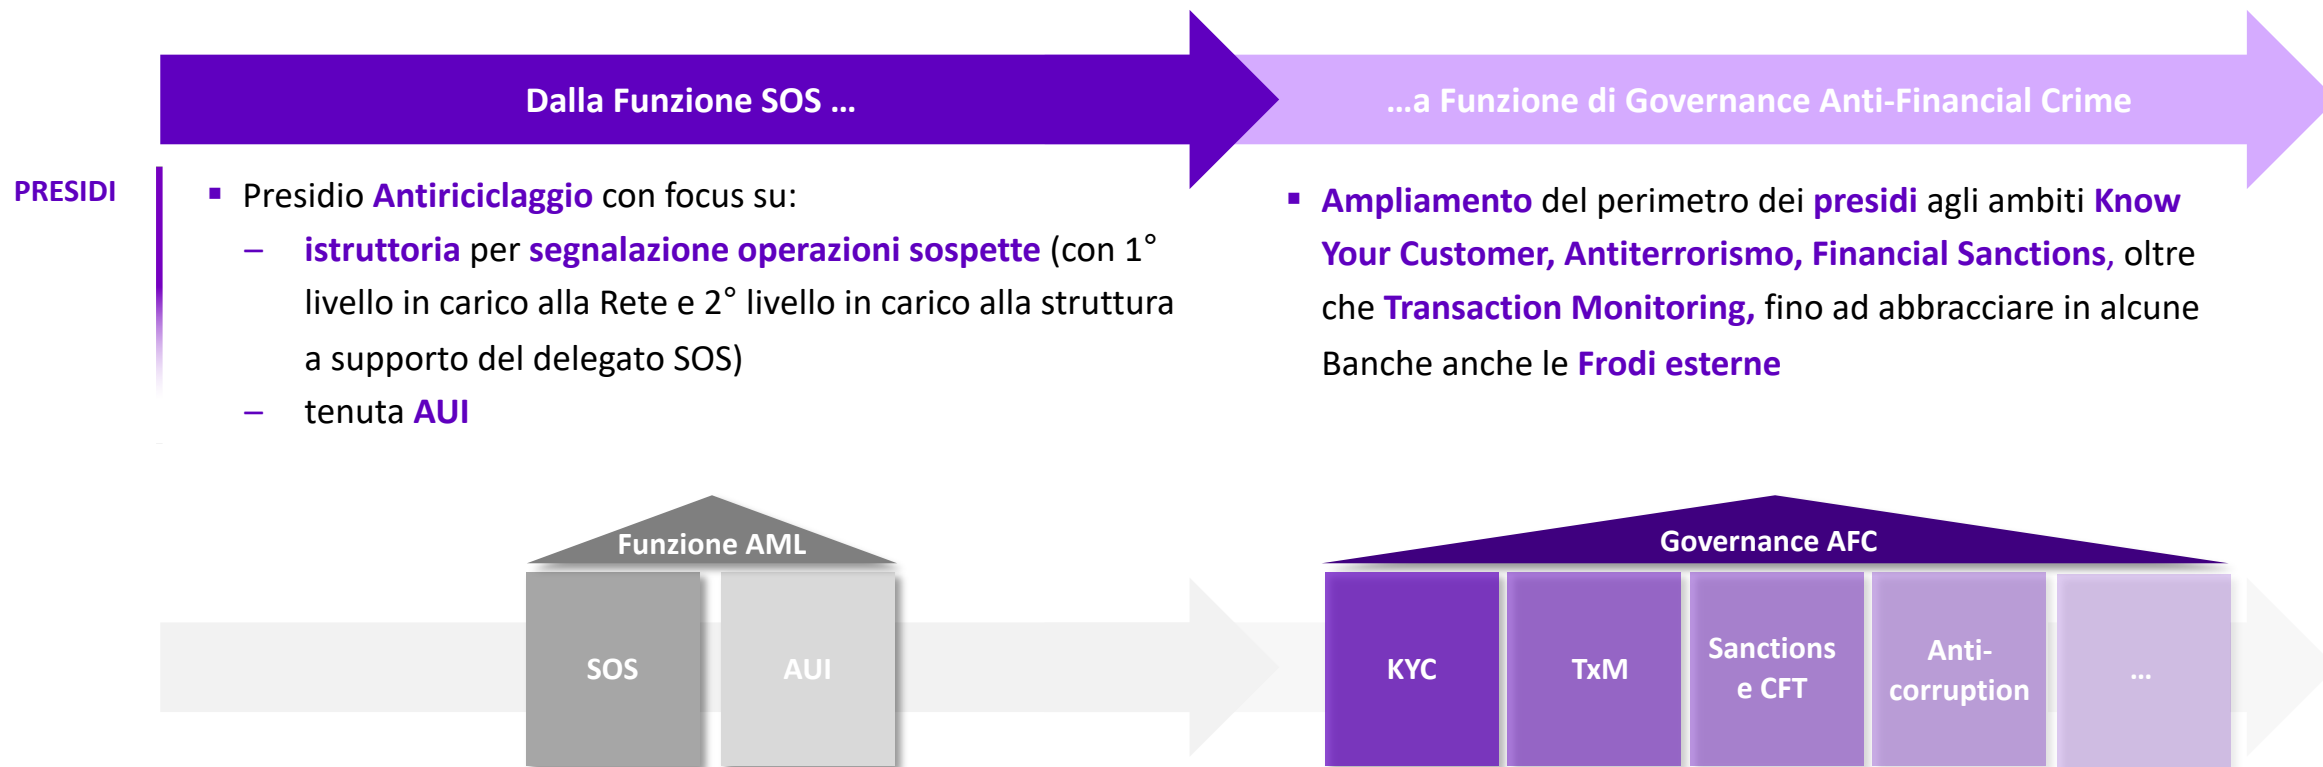 Dalla Funzione SOS ...
...a Funzione di Governance Anti-Financial Crime
PRESIDI
▪ Presidio Antiriciclaggio con focus su:
– istruttoria per segnalazione operazioni sospette (con 1°
livello in carico alla Rete e 2° livello in carico alla struttura
a supporto del delegato SOS)
– tenuta AUI
▪ Ampliamento del perimetro dei presidi agli ambiti Know
Your Customer, Antiterrorismo, Financial Sanctions, oltre
che Transaction Monitoring, fino ad abbracciare in alcune
Banche anche le Frodi esterne
Funzione AML
SOS
AUI
Governance AFC
KYC
TxM
Sanctions
e CFT
Anti-
corruption
...